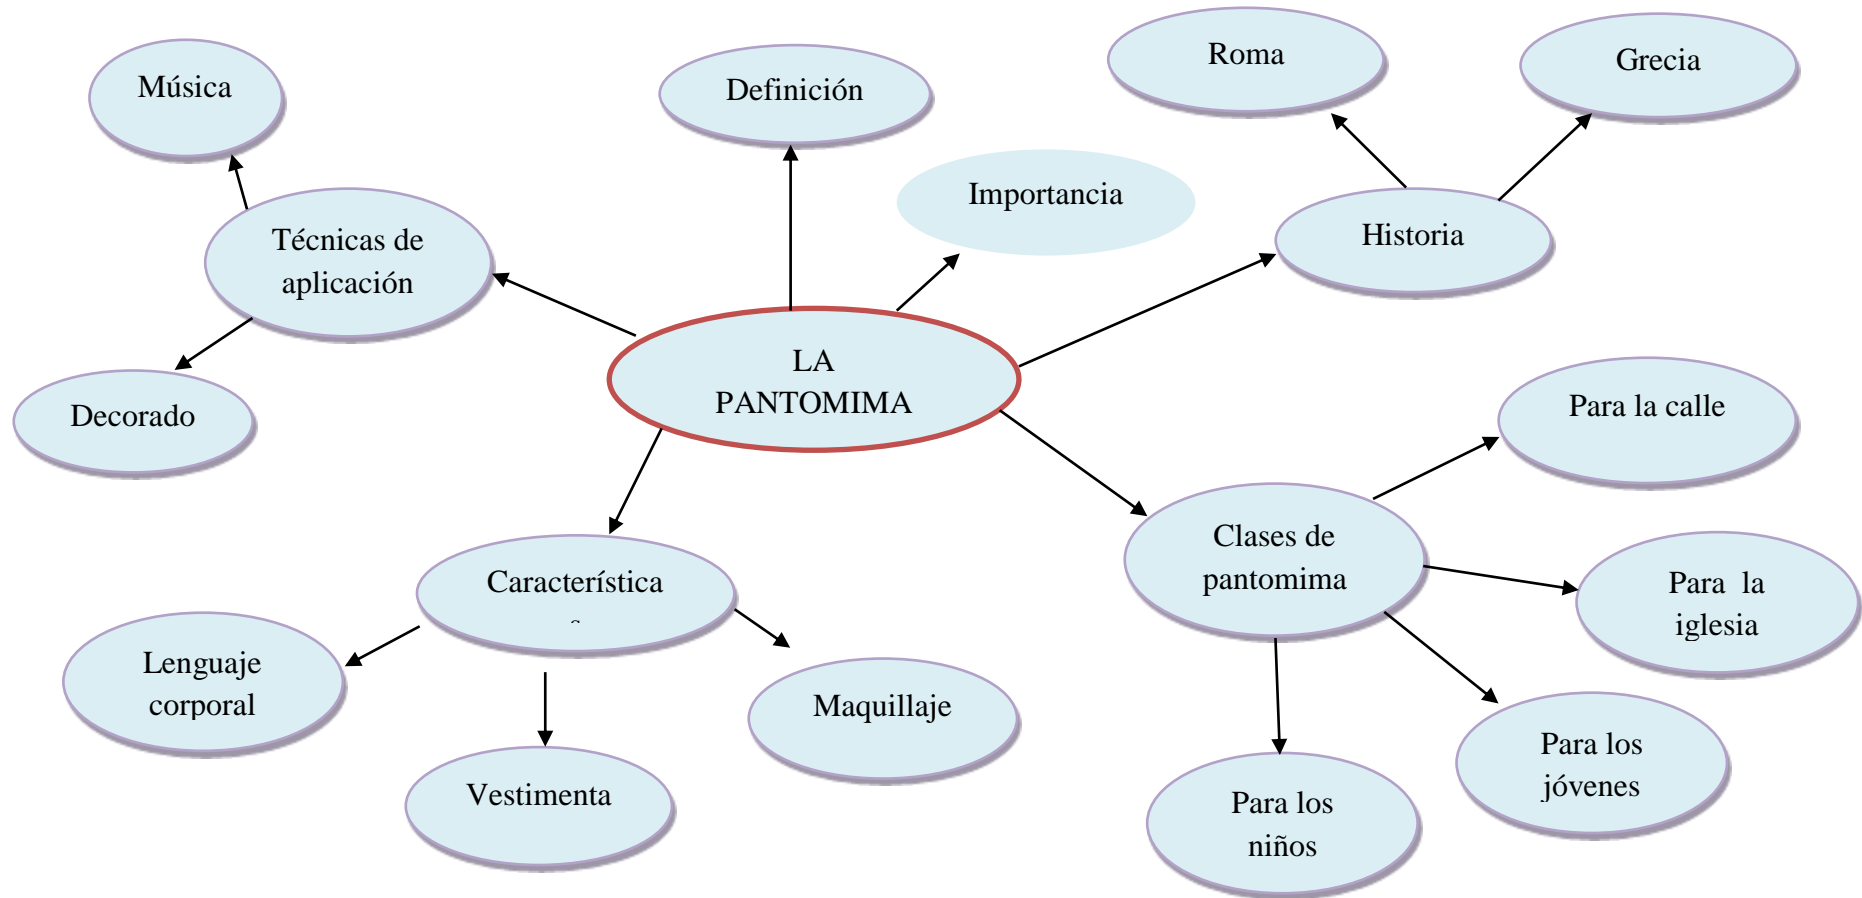 Música
Definición
Roma
Grecia
Importancia
Técnicas de
aplicación
Historia
LA
PANTOMIMA
Decorado
Para la calle
Clases de
pantomima
Característica
s
Para  la
iglesia
Lenguaje
corporal
Maquillaje
Vestimenta
Para los
jóvenes
Para los
niños